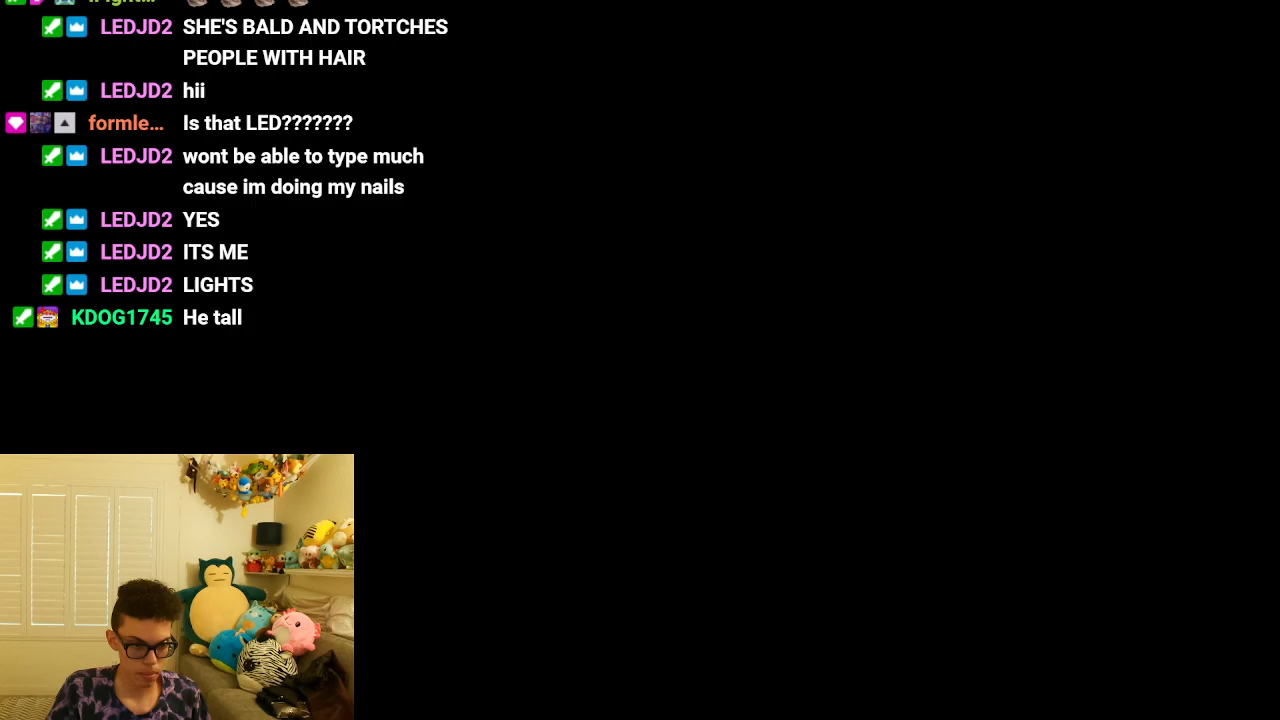 LEDJD2 SHE'S BALD AND TORTCHES
PEOPLE WITH HAIR
LEDJD2 hii
formle... Is that LED???????
LEDJD2 wont be able to type much
cause im doing my nails
LEDJD2 YES
LEDJD2 ITS ME
LEDJD2 LIGHTS
KDOG1745 He tall